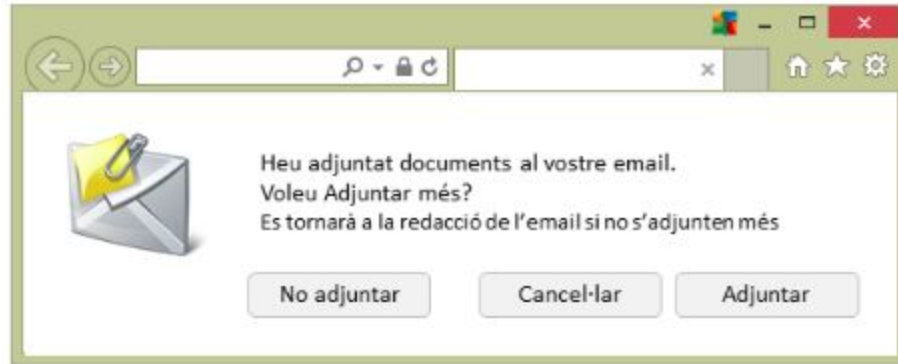 Heu adjuntat documents al vostre email.
Voleu Adjuntar més?
Es tornarà a la redacció de l'email si no s'adjunten més
No adjuntar
Cancel·lar
Adjuntar